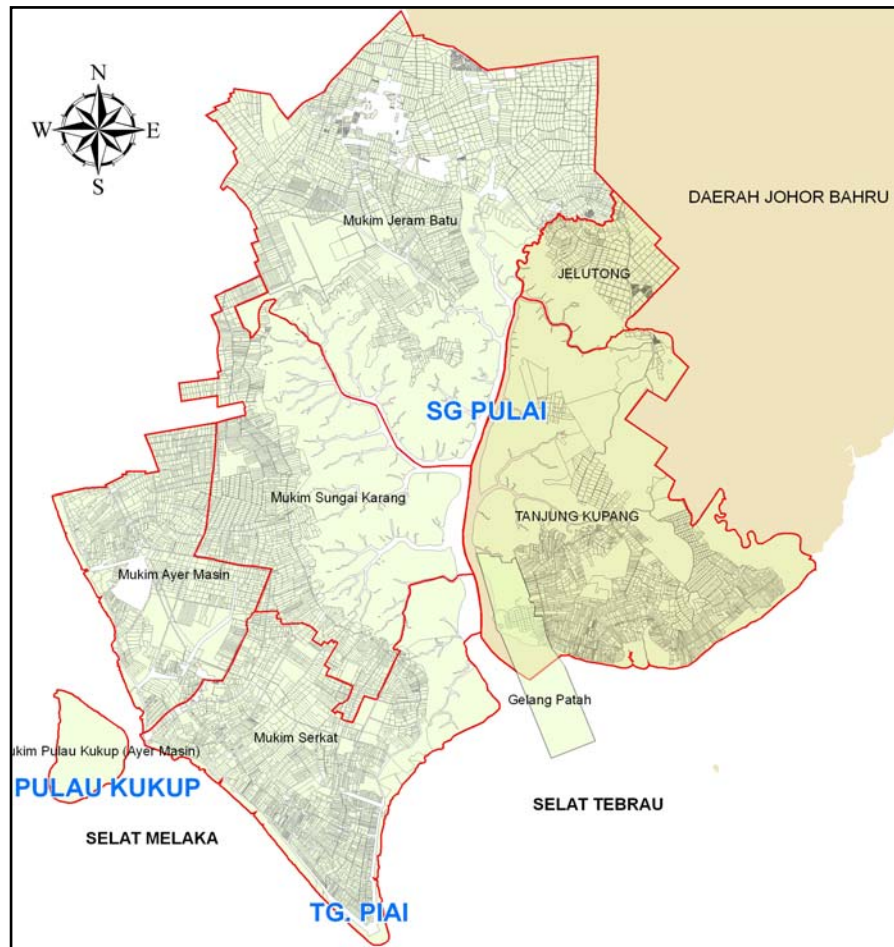 N
W E
S
DAERAH JOHOR BAHRU
Mukim Jeram Batu
JELUTONG
SG PULAI
Mukim Sungai Karang
TANJUNG KUPANG
Mukim Ayer Masin
Gelang Patah
Mukim Serkat
ukim Pulau Kukup (Ayer Masin)
PULAU KUKUP
SELAT TEBRAU
SELAT MELAKA
TG. PIAI